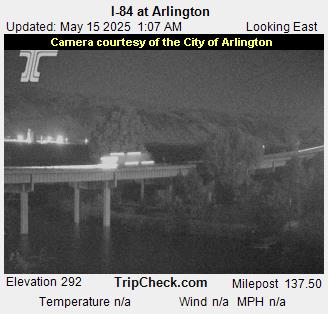 I-84 at Arlington
Updated: May 15 2025 1:07 AM Looking East
Camera courtesy of the City of Arlington
Elevation 292 TripCheck.com Milepost 137.50
Temperature n/a Wind n/a MPH n/a